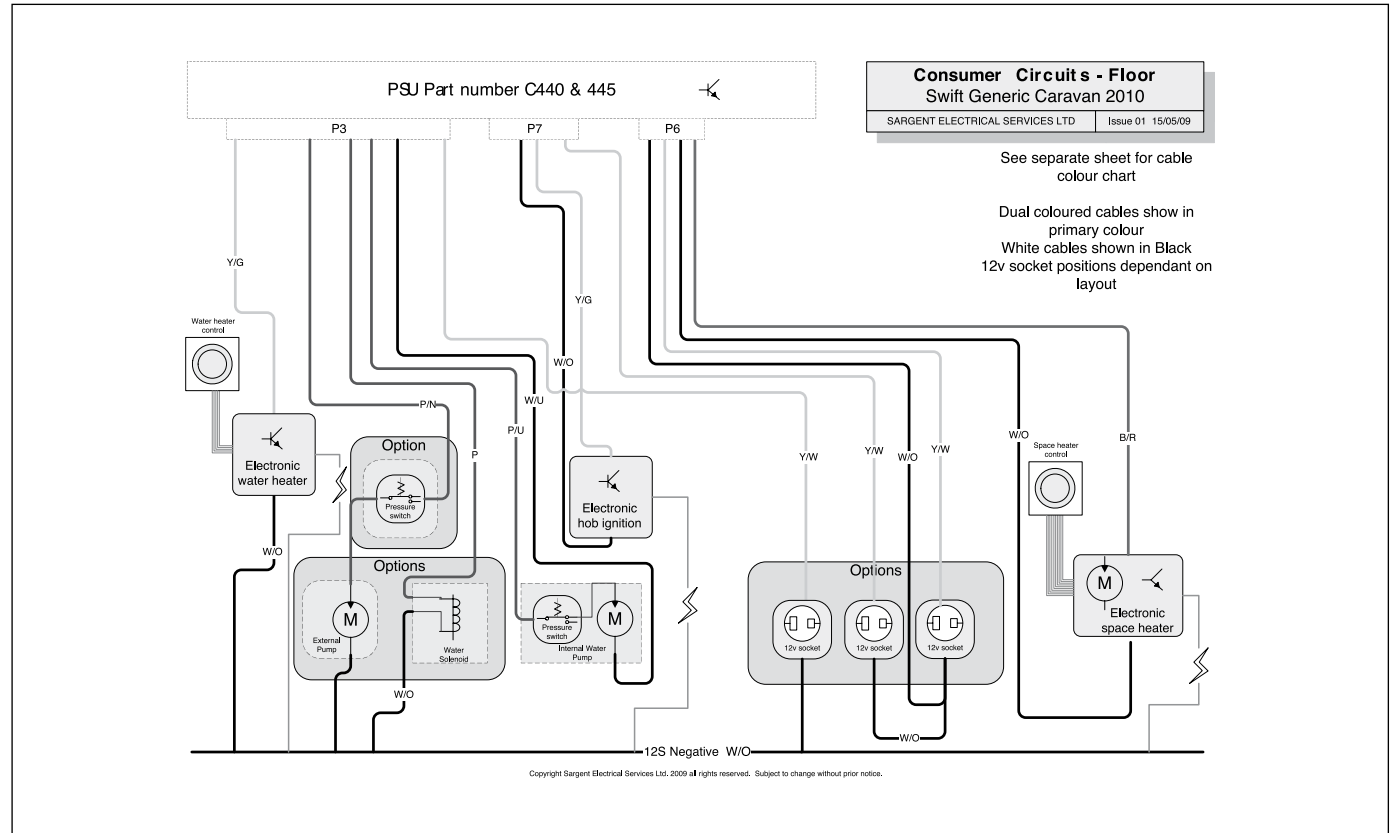 PSU Part number C440 & 445
P3
P7
P6
Consumer Circuits - Floor
Swift Generic Caravan 2010
SARGENT ELECTRICAL SERVICES LTD
Issue 01 15/05/09
See separate sheet for cable
colour chart
Dual coloured cables show in
primary colour
White cables shown in Black
12v socket positions dependant on
layout
Y/G
Y/G
Water heater
control
W/O
P/N
W/U
P/U
P
Y/W
Y/W
W/O
Y/W
W/O
B/R
Space heater
control
Option
Pressure
switch
Electronic
water heater
Electronic
hob ignition
W/O
Options
M
External
Pump
Water
Solenoid
W/O
Pressure
switch
M
Internal Water
Pump
Options
12v socket
12v socket
12v socket
W/O
M
Electronic
space heater
12S Negative W/O
Copyright Sargent Electrical Services Ltd. 2009 all rights reserved. Subject to change without prior notice.